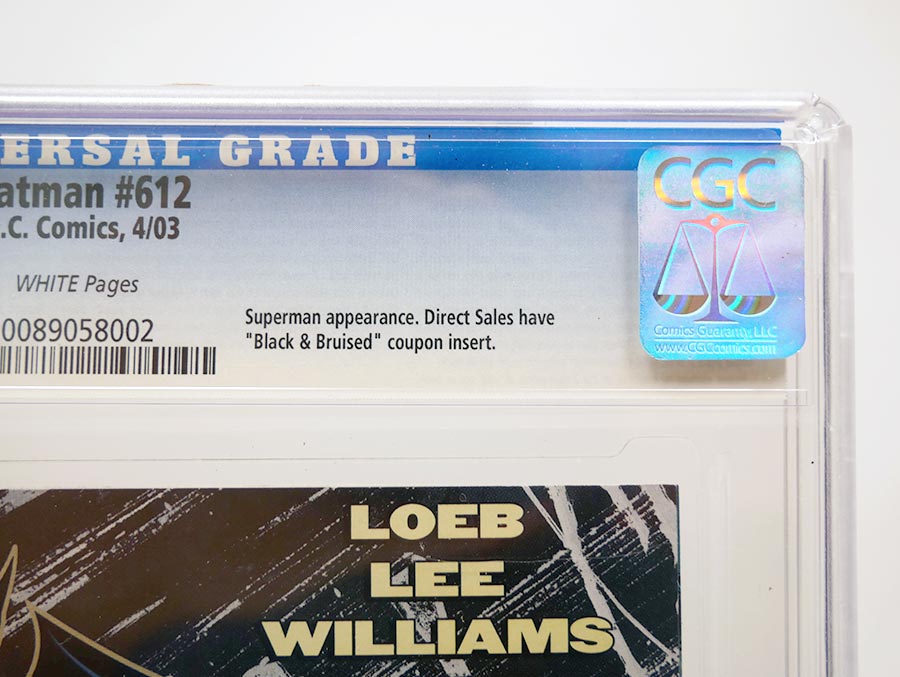 ERSAL GRADE
atman #612
.C. Comics, 4/03
WHITE Pages
0089058002
Superman appearance. Direct Sales have
"Black & Bruised" coupon insert.
CGC
Comics Guaranty, LLC
www.CGCcomics.com
LOEB
LEE
WILLIAMS